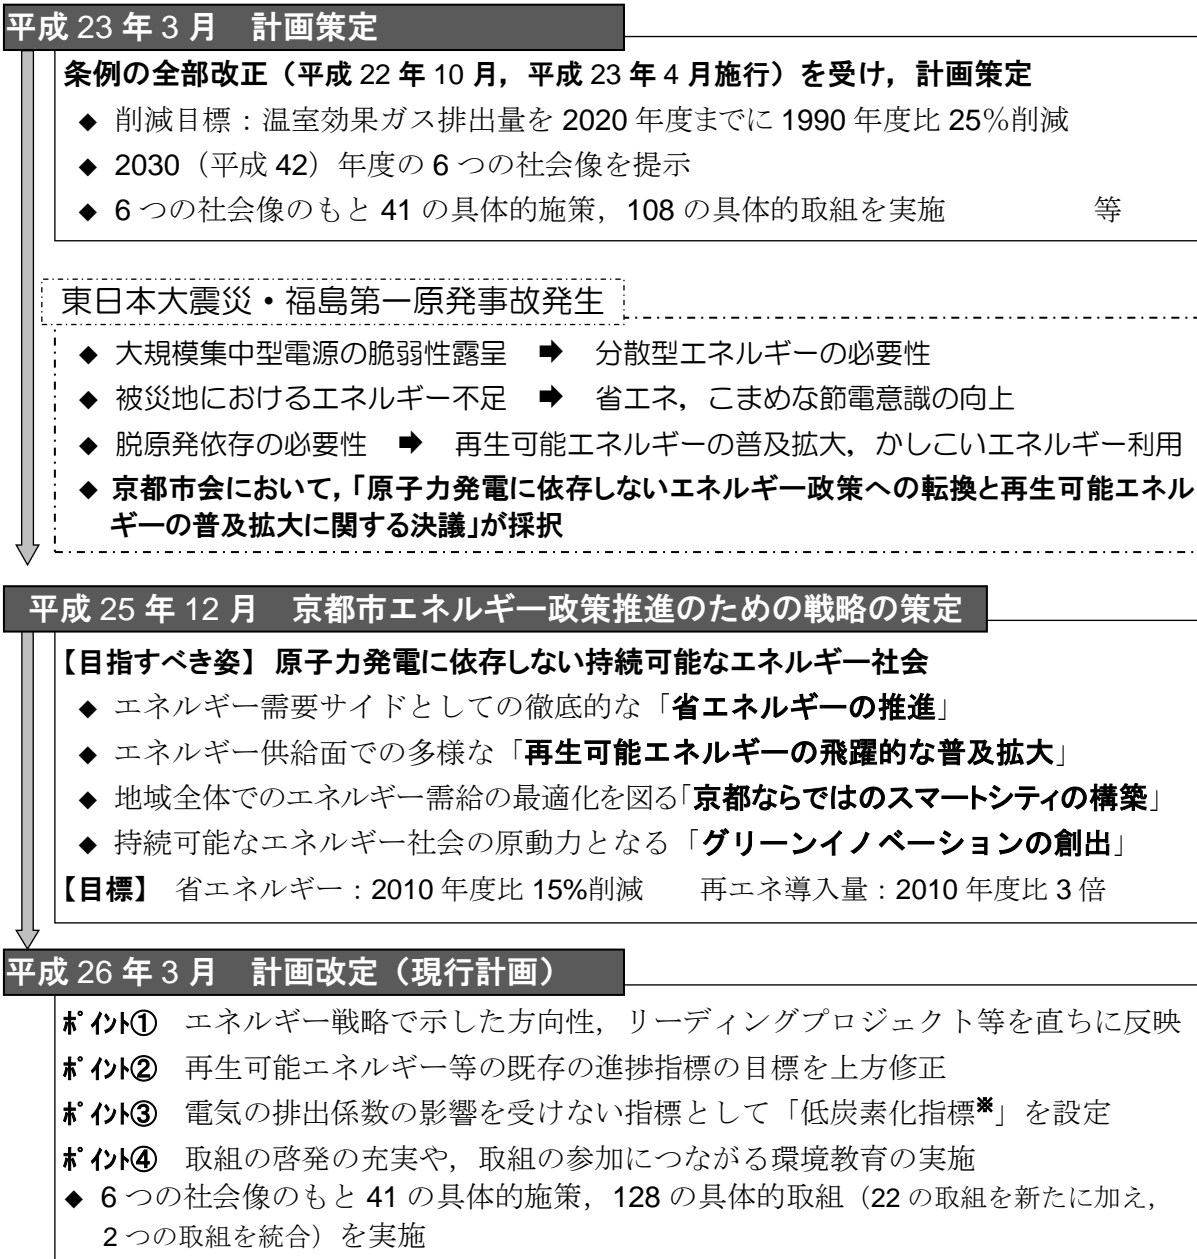 平成 23 年 3 月　計画策定
条例の全部改正（平成 22 年 10 月，平成 23 年 4 月施行）を受け，計画策定
◆ 削減目標：温室効果ガス排出量を 2020 年度までに 1990 年度比 25％削減
◆ 2030（平成 42）年度の 6 つの社会像を提示
◆ 6 つの社会像のもと 41 の具体的施策，108 の具体的取組を実施　　　　等
東日本大震災・福島第一原発事故発生
◆ 大規模集中型電源の脆弱性露呈 ➡ 分散型エネルギーの必要性
◆ 被災地におけるエネルギー不足 ➡ 省エネ，こまめな節電意識の向上
◆ 脱原発依存の必要性 ➡ 再生可能エネルギーの普及拡大，かしこいエネルギー利用
◆ 京都市会において，「原子力発電に依存しないエネルギー政策への転換と再生可能エネル
ギーの普及拡大に関する決議」が採択
平成 25 年 12 月　京都市エネルギー政策推進のための戦略の策定
【目指すべき姿】原子力発電に依存しない持続可能なエネルギー社会
◆ エネルギー需要サイドとしての徹底的な「省エネルギーの推進」
◆ エネルギー供給面での多様な「再生可能エネルギーの飛躍的な普及拡大」
◆ 地域全体でのエネルギー需給の最適化を図る「京都ならではのスマートシティの構築」
◆ 持続可能なエネルギー社会の原動力となる「グリーンイノベーションの創出」
【目標】 省エネルギー：2010 年度比 15%削減　　再エネ導入量：2010 年度比 3 倍
平成 26 年 3 月　計画改定（現行計画）
ﾎﾟｲﾝﾄ① エネルギー戦略で示した方向性，リーディングプロジェクト等を直ちに反映
ﾎﾟｲﾝﾄ② 再生可能エネルギー等の既存の進捗指標の目標を上方修正
ﾎﾟｲﾝﾄ③ 電気の排出係数の影響を受けない指標として「低炭素化指標※」を設定
ﾎﾟｲﾝﾄ④ 取組の啓発の充実や，取組の参加につながる環境教育の実施
◆ 6 つの社会像のもと 41 の具体的施策，128 の具体的取組（22 の取組を新たに加え，
2 つの取組を統合）を実施